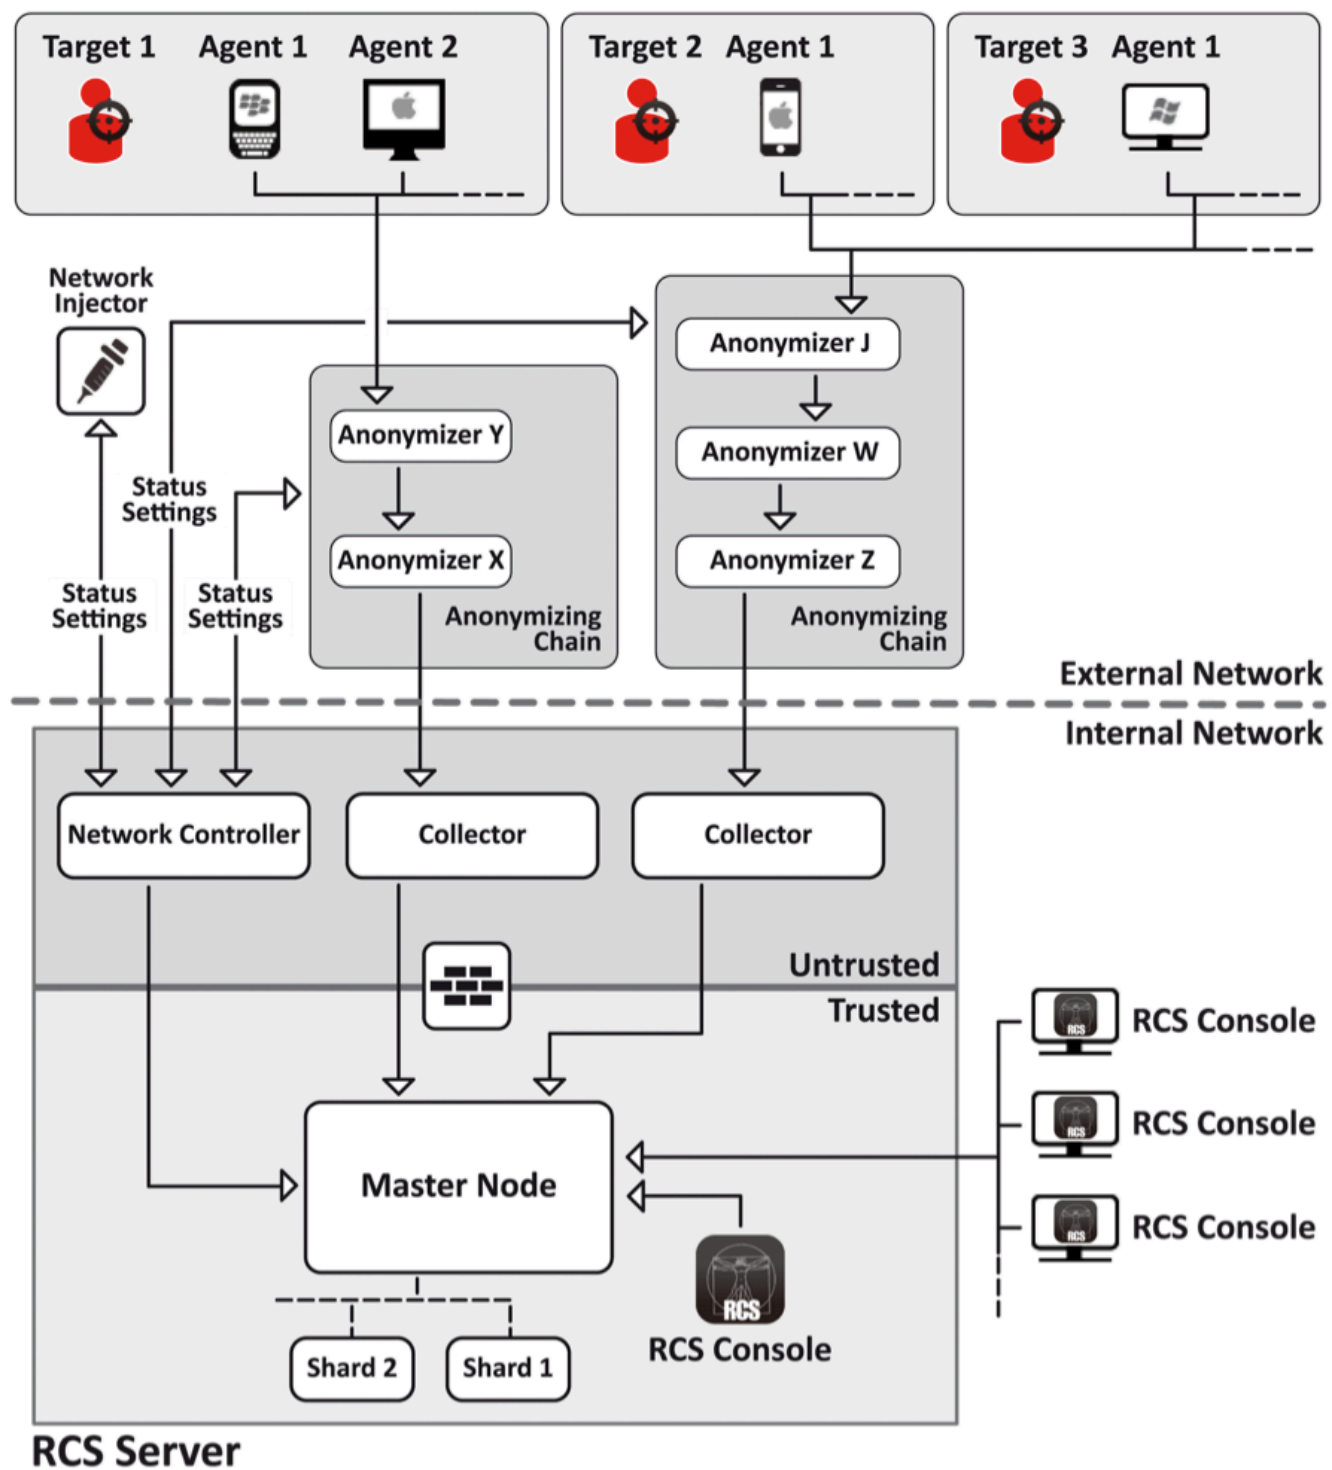 Target 1 Agent 1 Agent 2
Target 2 Agent 1
Target 3 Agent 1
Network
Injector
Status
Settings
Status
Settings
Status
Settings
Anonymizer Y
Anonymizer X
Anonymizing
Chain
Anonymizer J
Anonymizer W
Anonymizer Z
Anonymizing
Chain
External Network
Internal Network
Network Controller
Collector
Collector
Untrusted
Trusted
Master Node
RCS
RCS Console
RCS
RCS Console
RCS
RCS Console
RCS
RCS Console
Shard 2
Shard 1
RCS Server